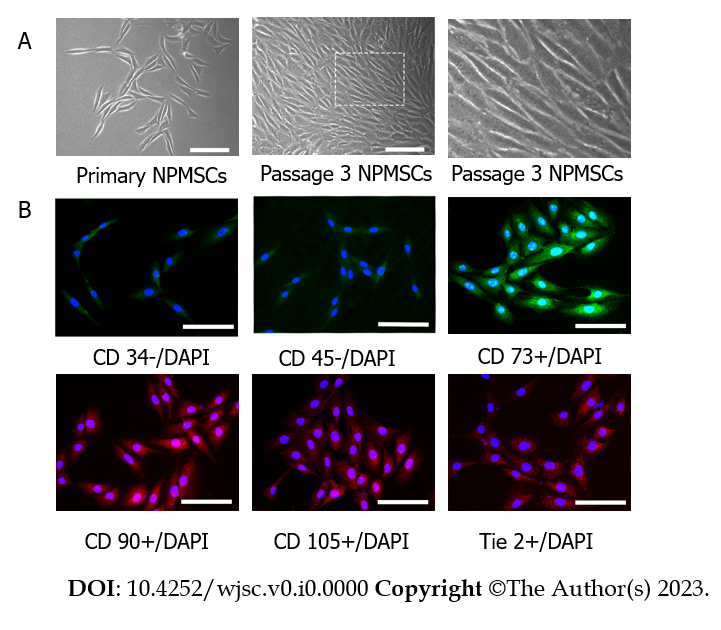 A
Primary NPMSCs
Passage 3 NPMSCs
Passage 3 NPMSCs
B
CD 34-/DAPI
CD 45-/DAPI
CD 73+/DAPI
CD 90+/DAPI
CD 105+/DAPI
Tie 2+/DAPI
DOI: 10.4252/wjsc.v0.i0.0000 Copyright ©The Author(s) 2023.